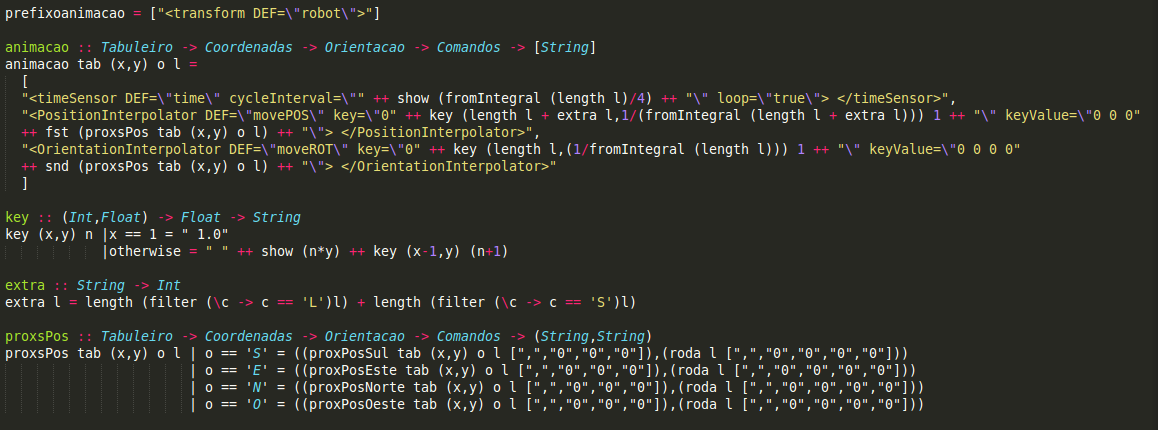 prefixoanimacao = ["<transform DEF=\"robot\">"]
animacao :: Tabuleiro -> Coordenadas -> Orientacao -> Comandos -> [String]
animacao tab (x,y) o l =
[
"<timeSensor DEF=\"time\" cycleInterval=\"" ++ show (fromIntegral (length l)/4) ++ "\" loop=\"true\"> </timeSensor>",
"<PositionInterpolator DEF=\"movePOS\" key=\"0" ++ key (length l + extra l,1/(fromIntegral (length l + extra l))) 1 ++ "\" keyValue=\"0 0 0"
++ fst (proxsPos tab (x,y) o l) ++ "\"> </PositionInterpolator>",
"<OrientationInterpolator DEF=\"moveROT\" key=\"0" ++ key (length l,(1/fromIntegral (length l))) 1 ++ "\" keyValue=\"0 0 0 0"
++ snd (proxsPos tab (x,y) o l) ++ "\"> </OrientationInterpolator>"
]
key :: (Int,Float) -> Float -> String
key (x,y) n |x == 1 = " 1.0"
|otherwise = " " ++ show (n*y) ++ key (x-1,y) (n+1)
extra :: String -> Int
extra l = length (filter (\c -> c == 'L')l) + length (filter (\c -> c == 'S')l)
proxsPos :: Tabuleiro -> Coordenadas -> Orientacao -> Comandos -> (String,String)
proxsPos tab (x,y) o l | o == 'S' = ((proxPosSul tab (x,y) o l [",","0","0","0"]),(roda l [",","0","0","0","0"]))
| o == 'E' = ((proxPosEste tab (x,y) o l [",","0","0","0"]),(roda l [",","0","0","0","0"]))
| o == 'N' = ((proxPosNorte tab (x,y) o l [",","0","0","0"]),(roda l [",","0","0","0","0"]))
| o == 'O' = ((proxPosOeste tab (x,y) o l [",","0","0","0"]),(roda l [",","0","0","0","0"]))